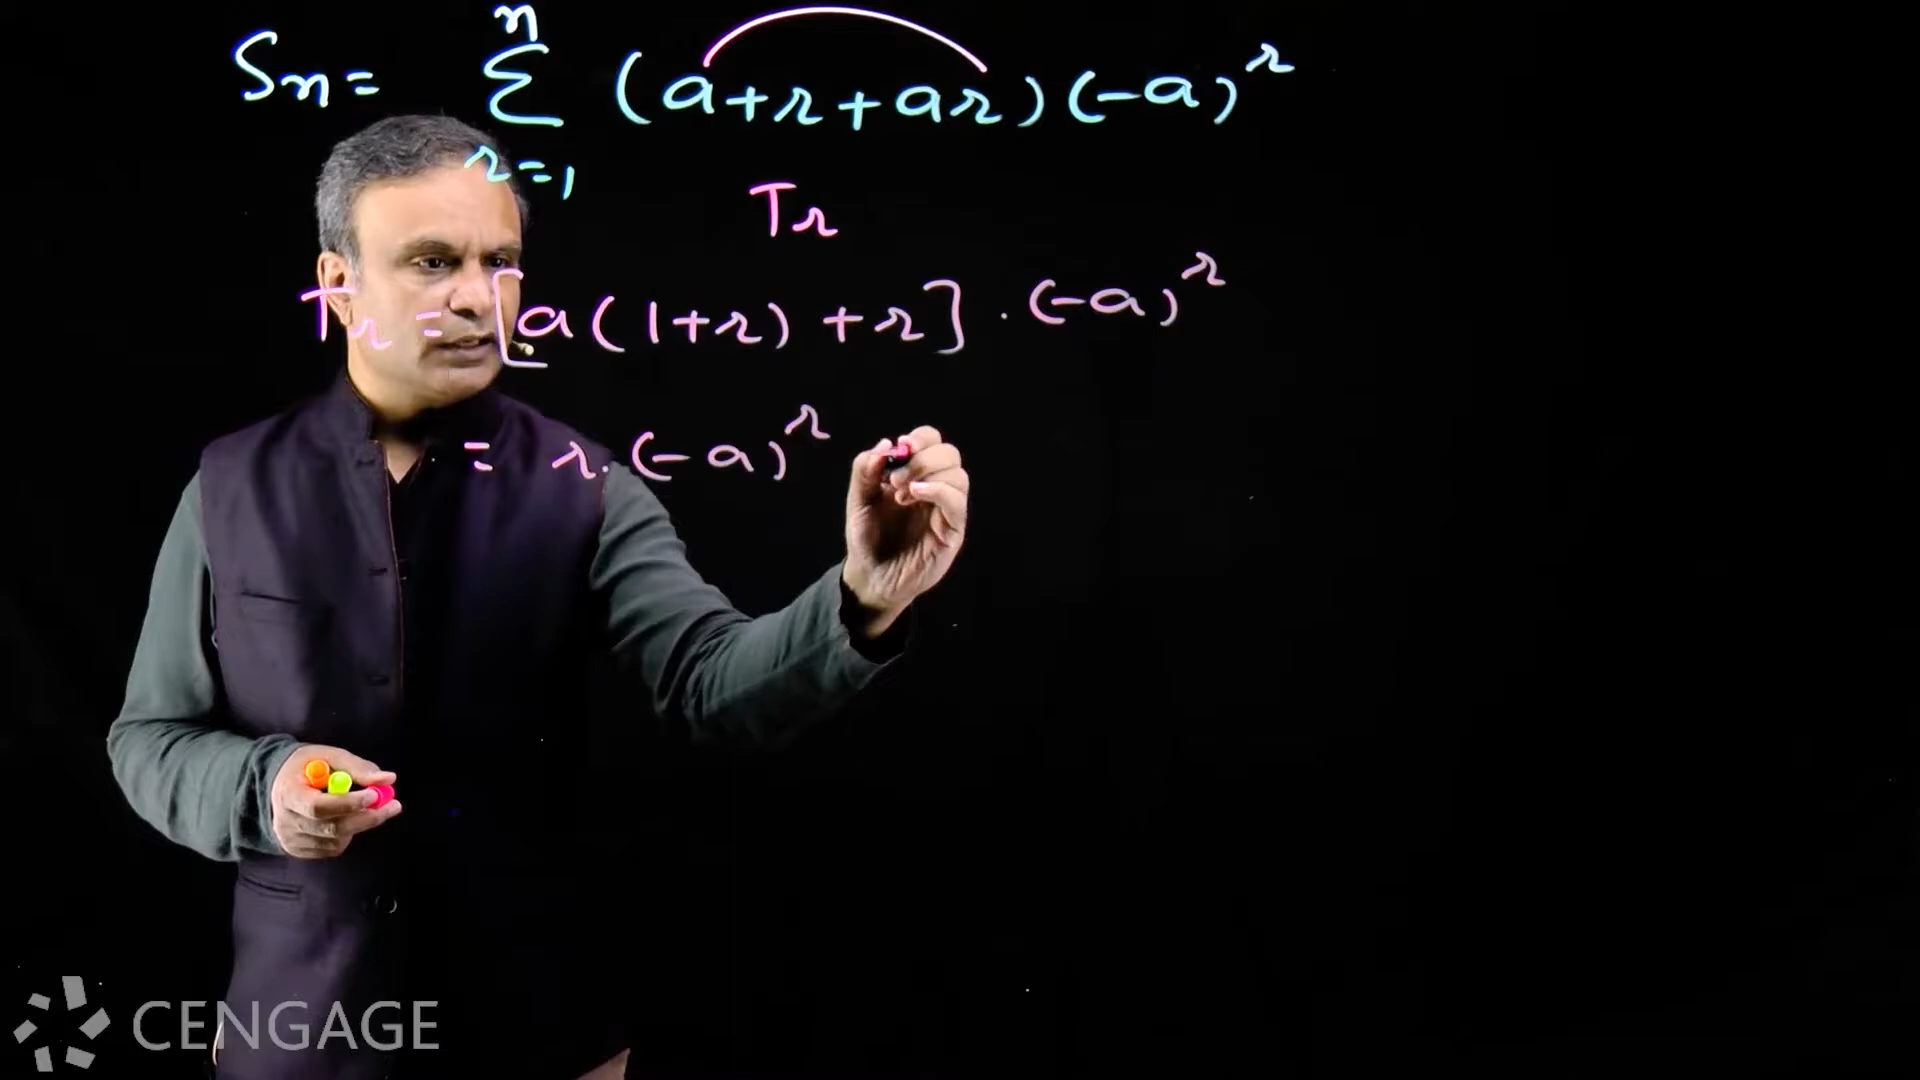 n
Sn = Σ (a+r+ar)(-a)^r
r=1
Tr
Tr = [a(1+r)+r].(-a)^r
= r.(-a)^r
CENGAGE